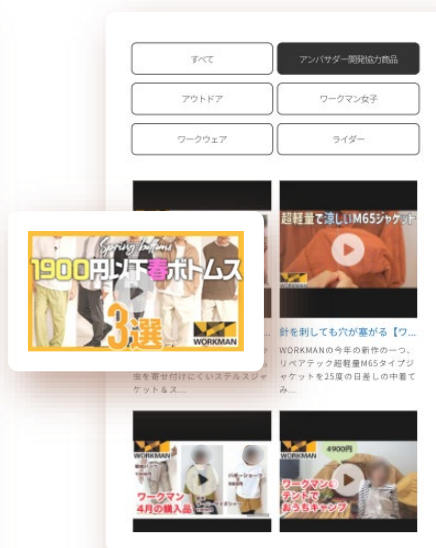 すべて
アンバサダー開発協力商品
アウトドア
ワークマン女子
ワークウェア
ライダー
Spring bottoms
1900円以下春ボトムス
3選
WORKMAN
超軽量で涼しいM65ジャケット
針を刺しても穴が塞がる【ワ...
WORKMANの今年の新作の一つ、
リペアテック超軽量M65タイプジ
ャケットを25度の日差しの中着て
み...
虫を寄せ付けにくいステルスジャ
ケット&ス...
WORKMAN
ワークマン
4月の購入品
WORKMAN
4900円
ワークマンの
テントで
おうちキャンプ